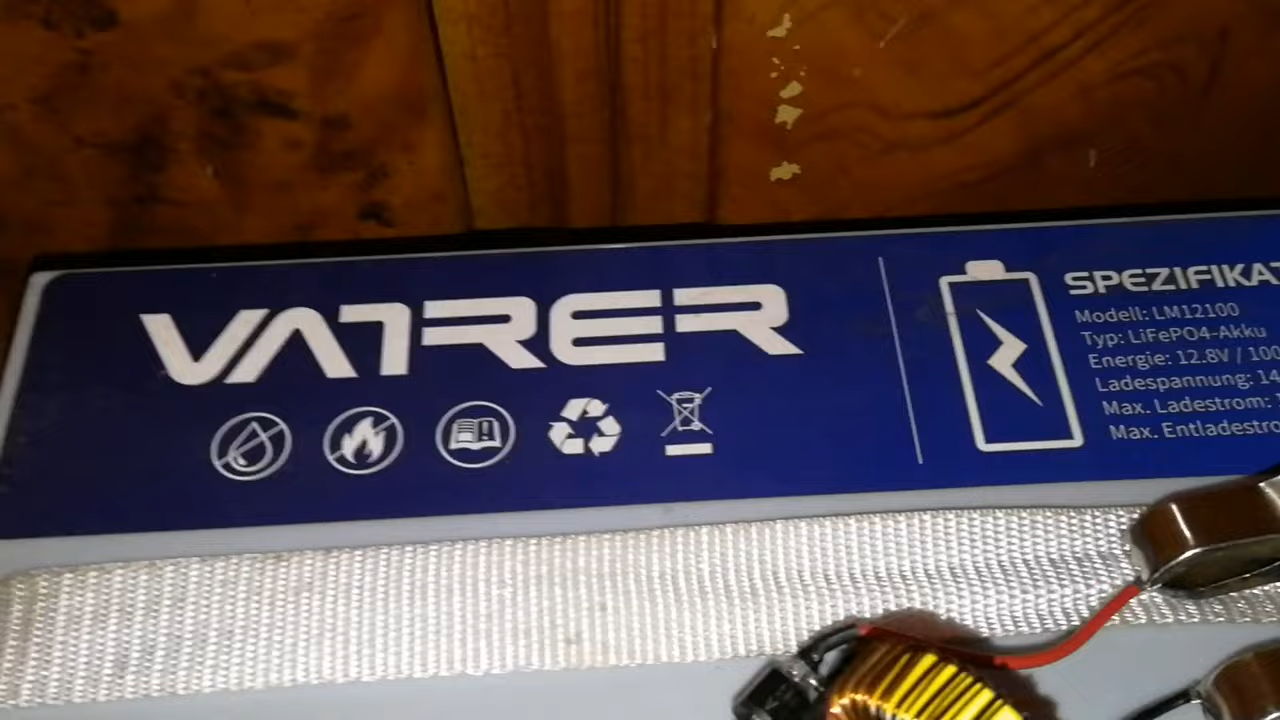 VATRER
SPEZIFIKAT
Modell: LM12100
Typ: LiFePO4-Akku
Energie: 12.8V / 100
Ladespannung: 14
Max. Ladestrom:
Max. Entladestro